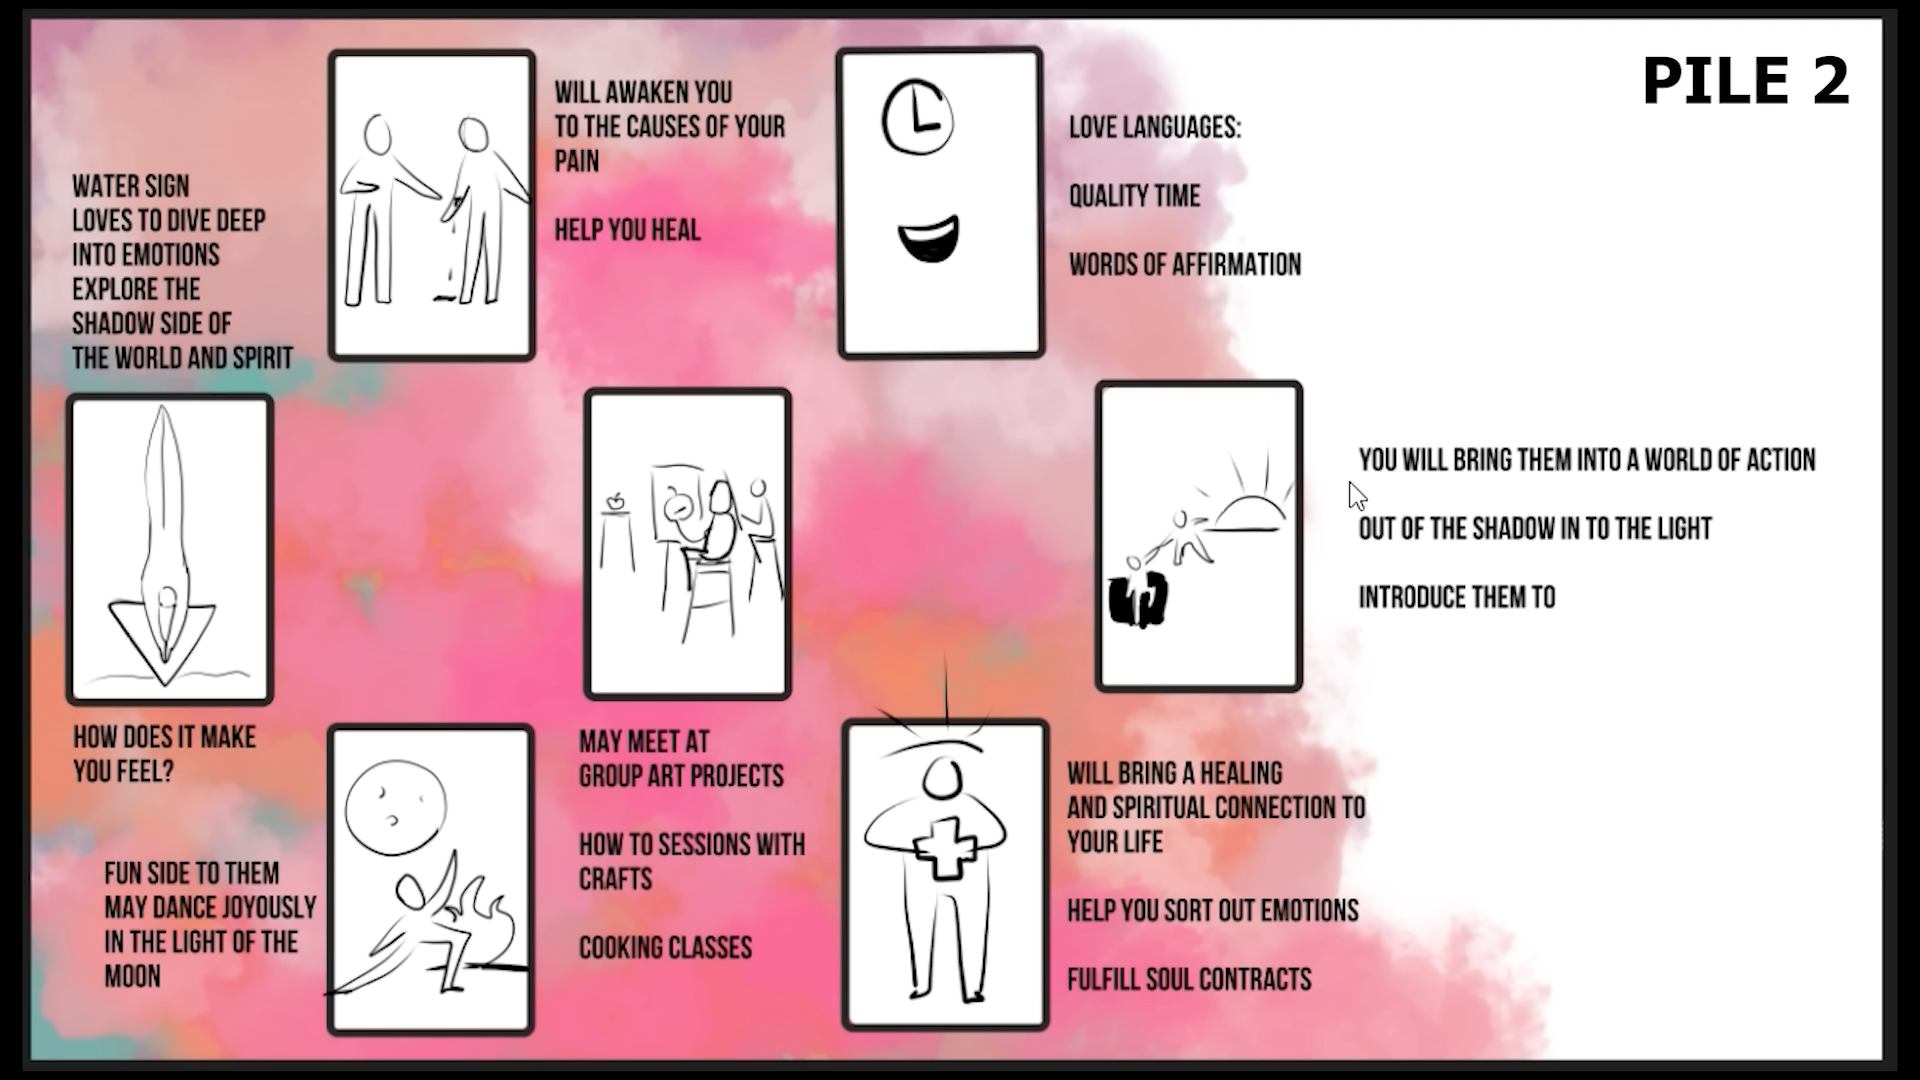 PILE 2
WATER SIGN
LOVES TO DIVE DEEP
INTO EMOTIONS
EXPLORE THE
SHADOW SIDE OF
THE WORLD AND SPIRIT
WILL AWAKEN YOU
TO THE CAUSES OF YOUR
PAIN
HELP YOU HEAL
LOVE LANGUAGES:
QUALITY TIME
WORDS OF AFFIRMATION
YOU WILL BRING THEM INTO A WORLD OF ACTION
OUT OF THE SHADOW IN TO THE LIGHT
INTRODUCE THEM TO
HOW DOES IT MAKE
YOU FEEL?
FUN SIDE TO THEM
MAY DANCE JOYOUSLY
IN THE LIGHT OF THE
MOON
MAY MEET AT
GROUP ART PROJECTS
HOW TO SESSIONS WITH
CRAFTS
COOKING CLASSES
WILL BRING A HEALING
AND SPIRITUAL CONNECTION TO
YOUR LIFE
HELP YOU SORT OUT EMOTIONS
FULFILL SOUL CONTRACTS